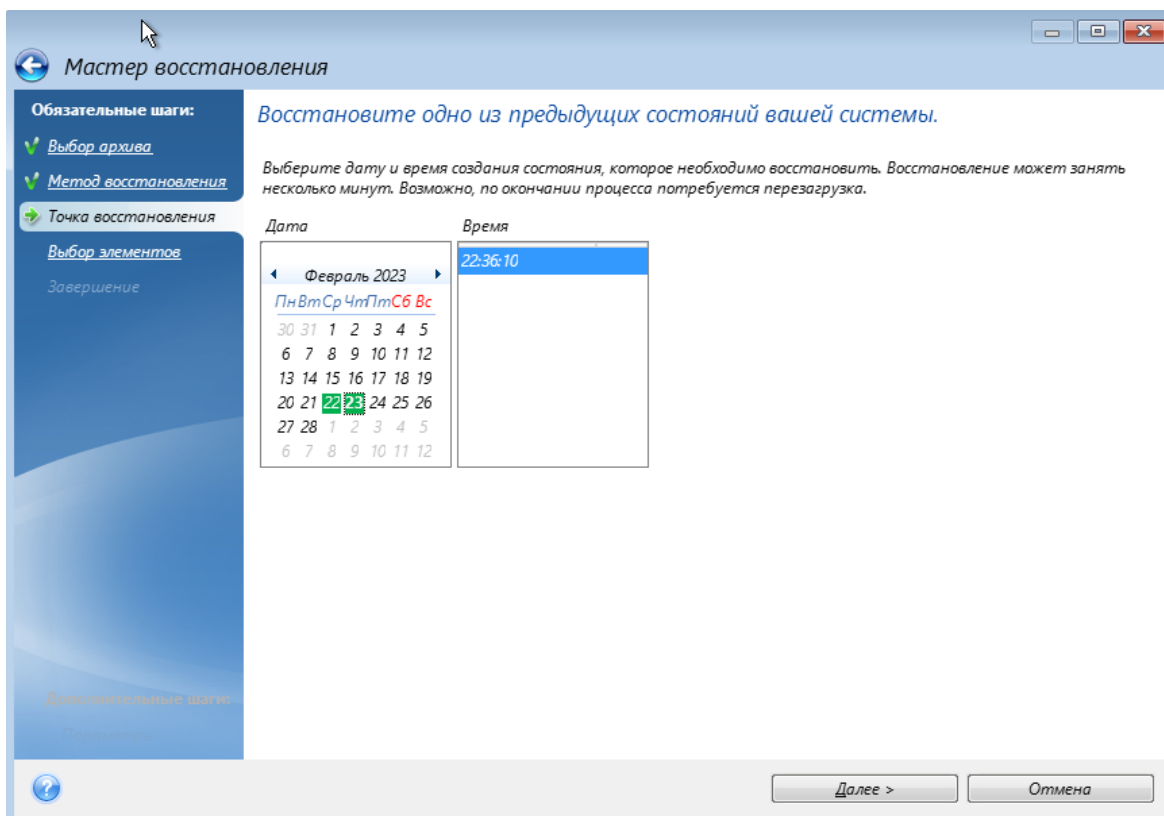 Мастер восстановления
Обязательные шаги:
Выбор архива
Метод восстановления
Точка восстановления
Выбор элементов
Завершение
Восстановите одно из предыдущих состояний вашей системы.
Выберите дату и время создания состояния, которое необходимо восстановить. Восстановление может занять
несколько минут. Возможно, по окончании процесса потребуется перезагрузка.
Дата
Время
22:36:10
Февраль 2023
Пн Вт Ср Чт Пт Сб Вс
30 31 1 2 3 4 5
6 7 8 9 10 11 12
13 14 15 16 17 18 19
20 21 22 23 24 25 26
27 28 1 2 3 4 5
6 7 8 9 10 11 12
шаги:
?
Далее >
Отмена